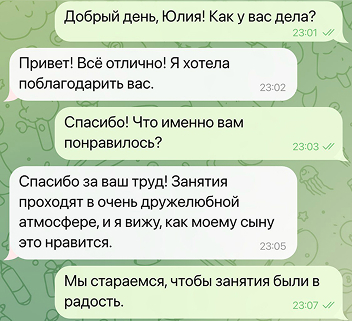 Добрый день, Юлия! Как у вас дела?
23:01
Привет! Всё отлично! Я хотела
поблагодарить вас.
23:02
Спасибо! Что именно вам
понравилось?
23:03
Спасибо за ваш труд! Занятия
проходят в очень дружелюбной
атмосфере, и я вижу, как моему сыну
это нравится.
23:05
Мы стараемся, чтобы занятия были в
радость.
23:07